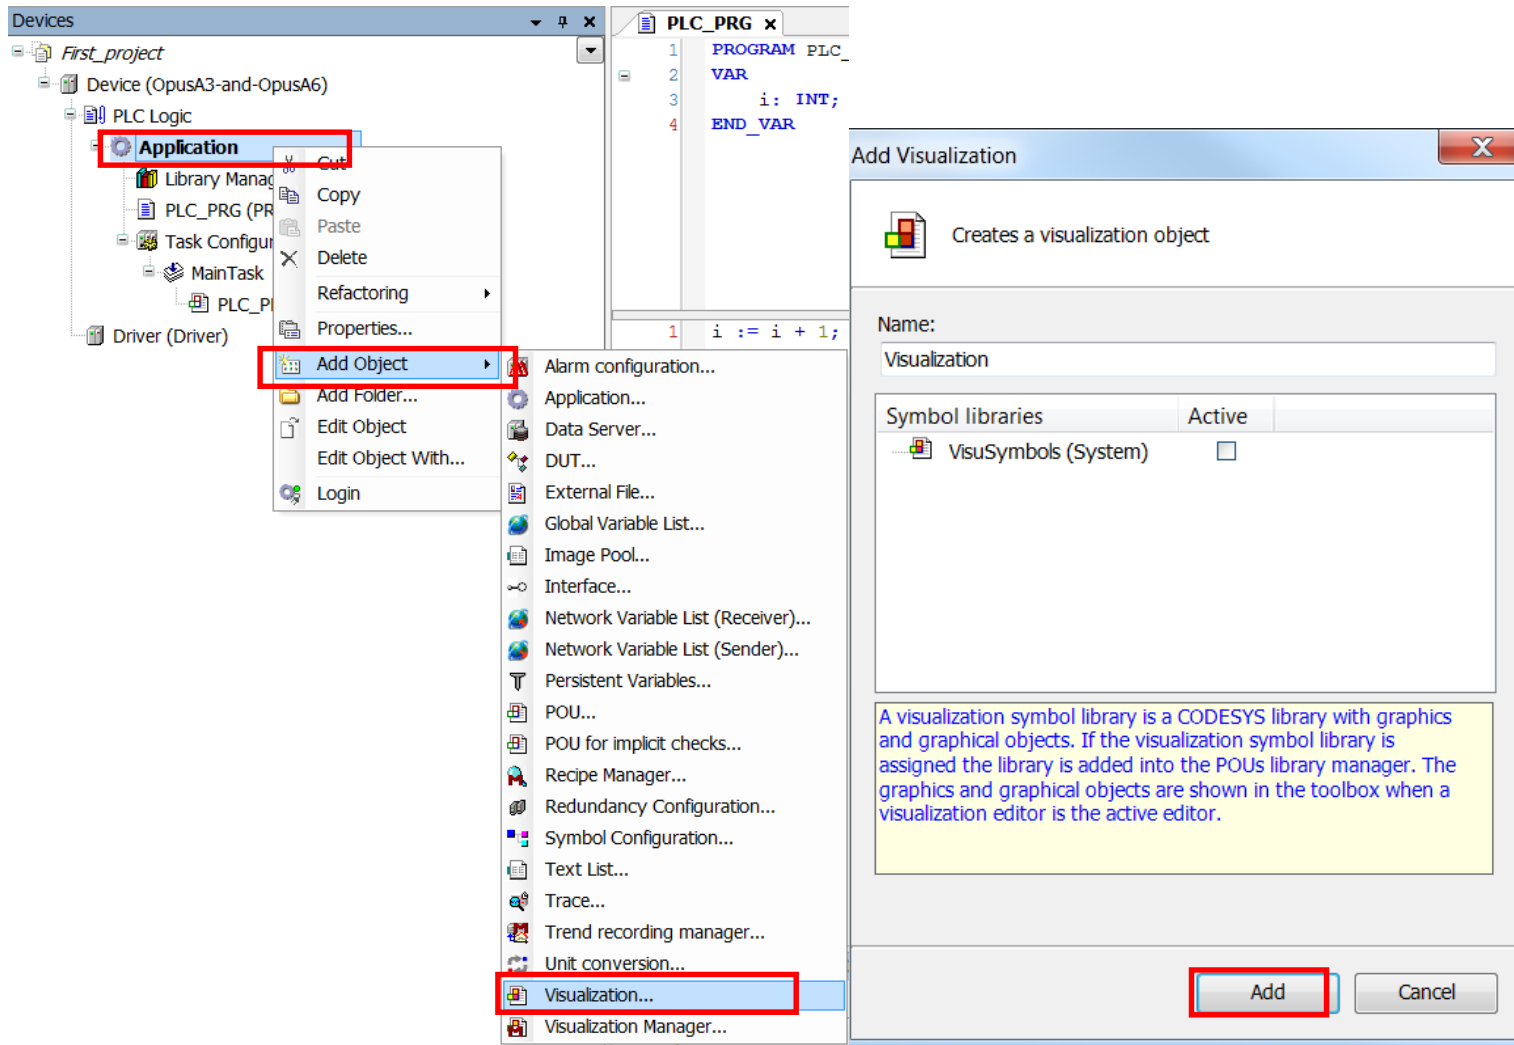 Devices
First_project
Device (OpusA3-and-OpusA6)
PLC Logic
Application
Library Manag
PLC_PRG (PR
Task Configur
MainTask
PLC_P
Driver (Driver)
Cut
Copy
Paste
Delete
Refactoring
Properties...
Add Object
Add Folder...
Edit Object
Edit Object With...
Login
Alarm configuration...
Application...
Data Server...
DUT...
External File...
Global Variable List...
Image Pool...
Interface...
Network Variable List (Receiver)...
Network Variable List (Sender)...
Persistent Variables...
POU...
POU for implicit checks...
Recipe Manager...
Redundancy Configuration...
Symbol Configuration...
Text List...
Trace...
Trend recording manager...
Unit conversion...
Visualization...
Visualization Manager...
PLC_PRG
1 PROGRAM PLC_
2 VAR
3 i: INT;
4 END_VAR
1 i := i + 1;
Add Visualization
Creates a visualization object
Name:
Visualization
Symbol libraries Active
VisuSymbols (System)
A visualization symbol library is a CODESYS library with graphics
and graphical objects. If the visualization symbol library is
assigned the library is added into the POUs library manager. The
graphics and graphical objects are shown in the toolbox when a
visualization editor is the active editor.
Add Cancel